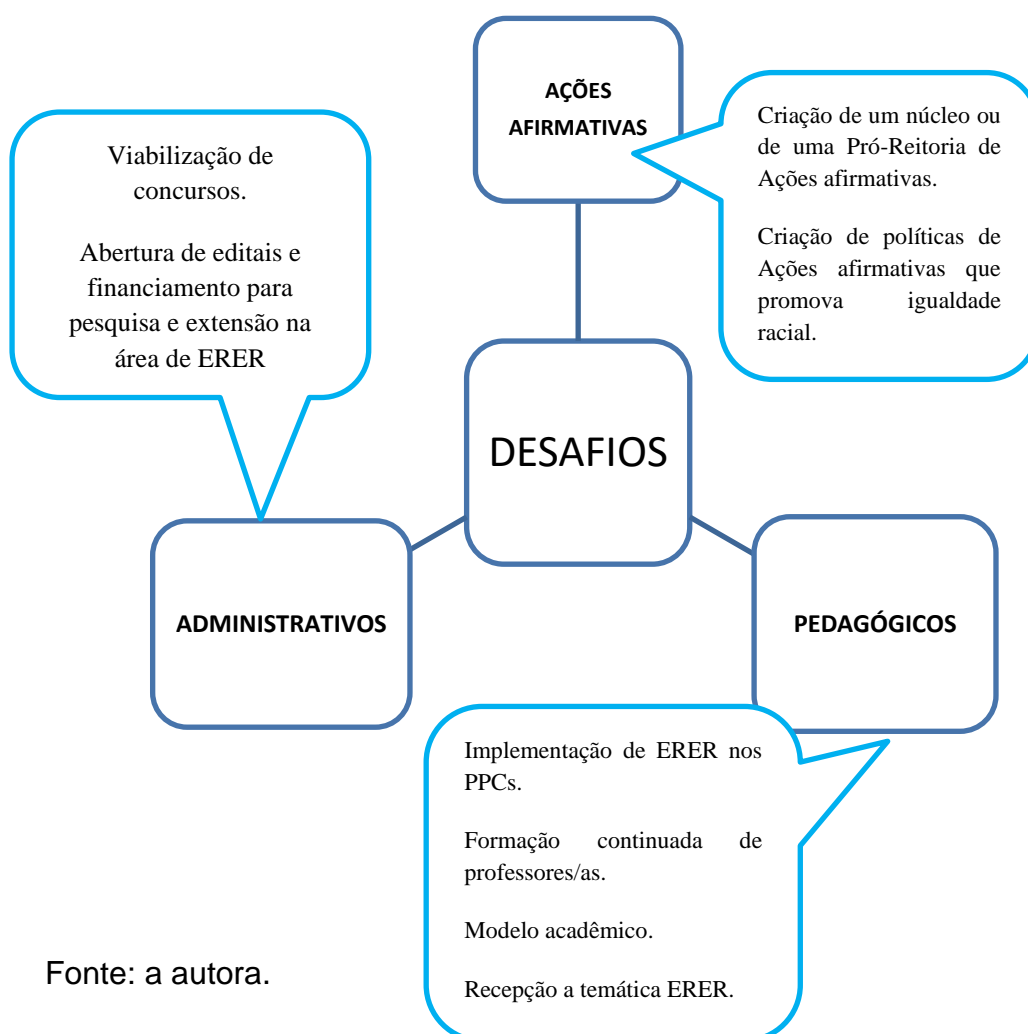 AÇÕES
AFIRMATIVAS
Criação de um núcleo ou
de uma Pró-Reitoria de
Ações afirmativas.
Criação de políticas de
Ações afirmativas que
promova igualdade
racial.
Viabilização de
concursos.
Abertura de editais e
financiamento para
pesquisa e extensão na
área de ERER
DESAFIOS
ADMINISTRATIVOS
PEDAGÓGICOS
Implementação de ERER nos
PPCs.
Formação continuada de
professores/as.
Modelo acadêmico.
Recepção a temática ERER.
Fonte: a autora.